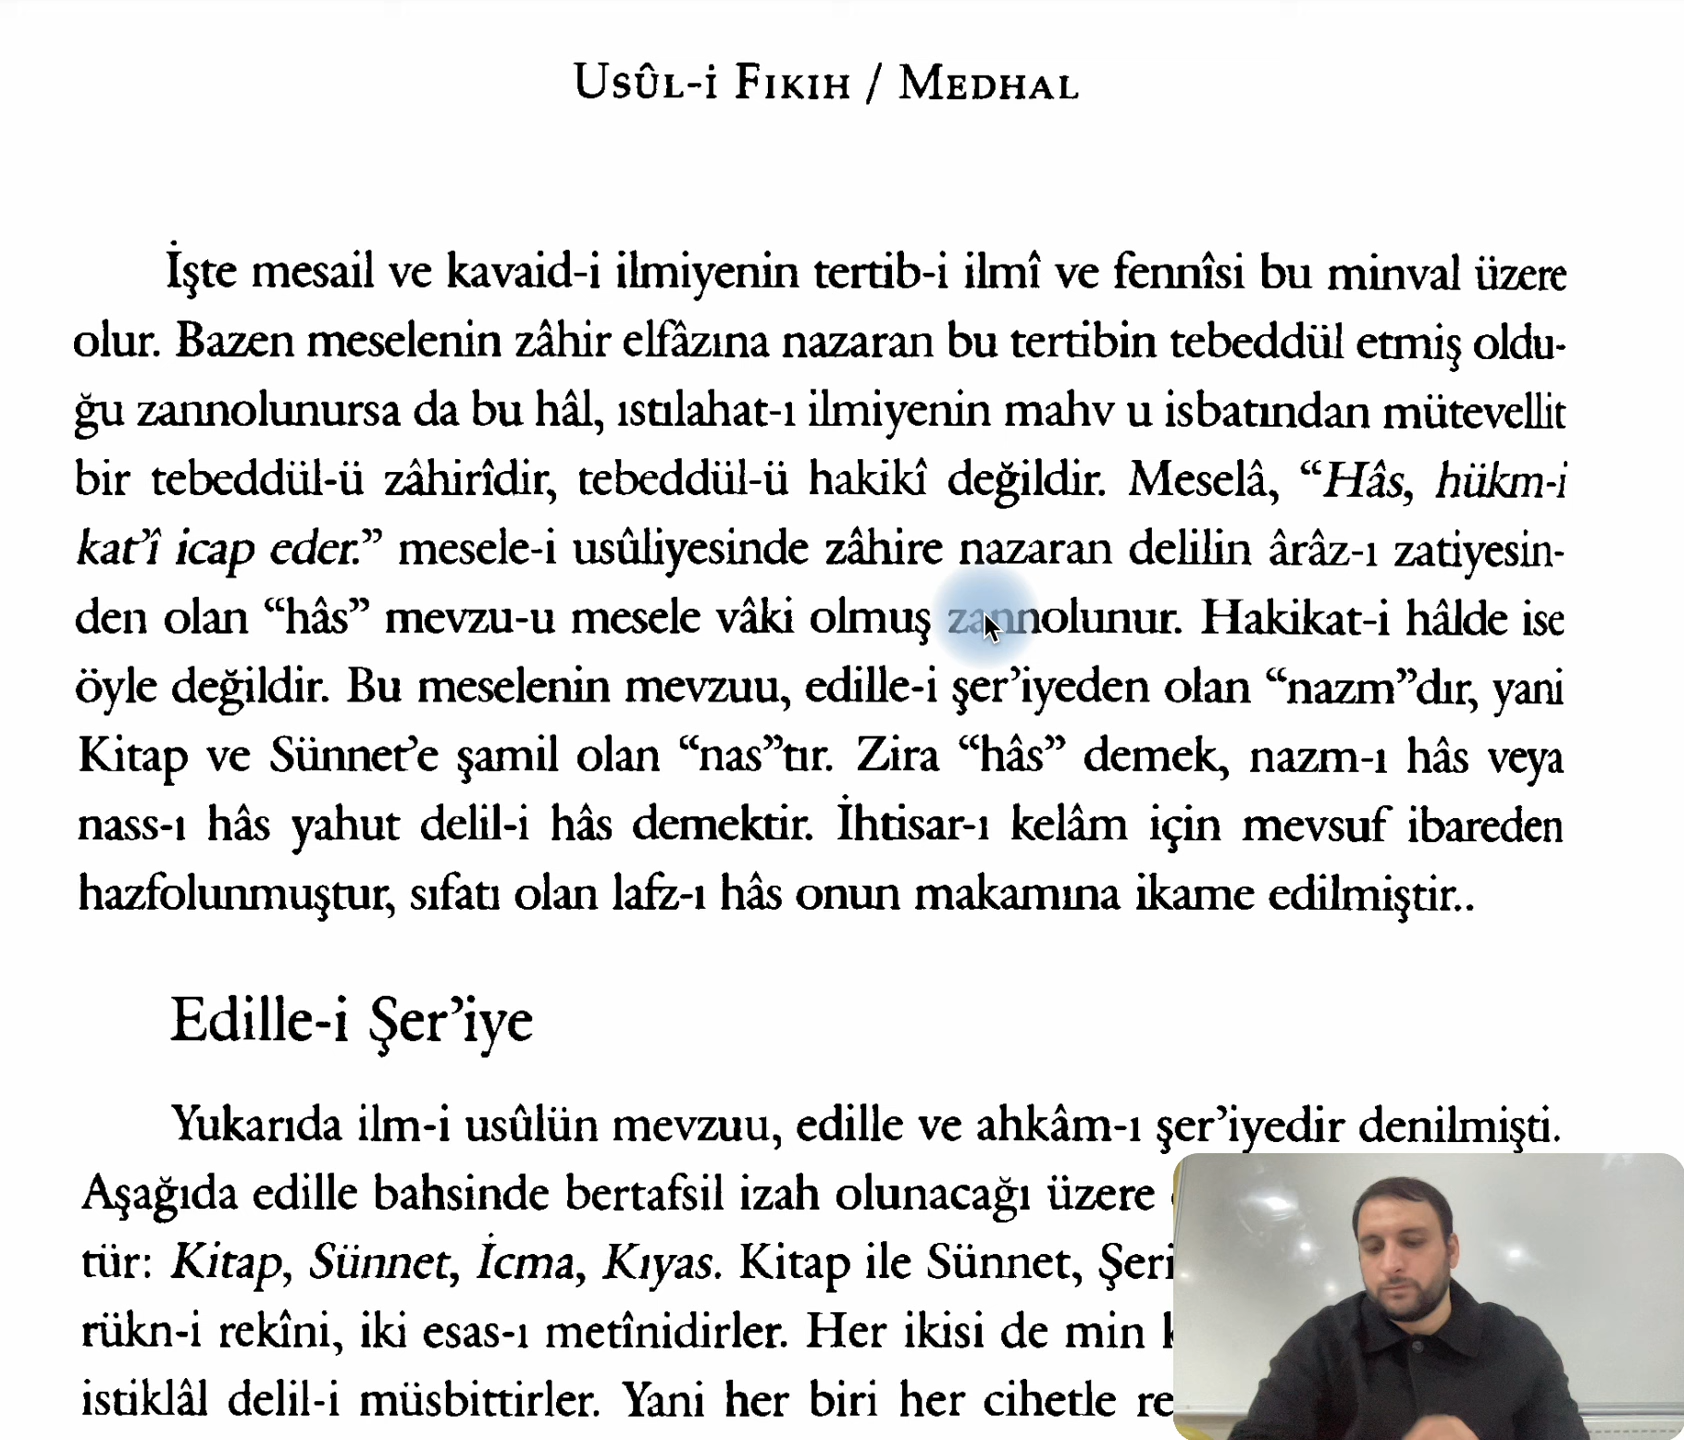 USÛL-İ FIKIH / MEDHAL
İşte mesail ve kavaid-i ilmiyenin tertib-i ilmî ve fennîsi bu minval üzere
olur. Bazen meselenin zâhir elfâzına nazaran bu tertibin tebeddül etmiş oldu-
ğu zannolunursa da bu hâl, ıstılahat-ı ilmiyenin mahv u isbatından mütevellit
bir tebeddül-ü zâhirîdir, tebeddül-ü hakikî değildir. Meselâ, “Hâs, hükm-i
kat’î icap eder.” mesele-i usûliyesinde zâhire nazaran delilin ârâz-ı zatiyesin-
den olan “hâs” mevzu-u mesele vâki olmuş zannolunur. Hakikat-i hâlde ise
öyle değildir. Bu meselenin mevzuu, edille-i şer’iyeden olan “nazm”dır, yani
Kitap ve Sünnet’e şamil olan “nas”tır. Zira “hâs” demek, nazm-ı hâs veya
nass-ı hâs yahut delil-i hâs demektir. İhtisar-ı kelâm için mevsuf ibareden
hazfolunmuştur, sıfatı olan lafz-ı hâs onun makamına ikame edilmiştir..
Edille-i Şer’iye
Yukarıda ilm-i usûlün mevzuu, edille ve ahkâm-ı şer’iyedir denilmişti.
Aşağıda edille bahsinde bertafsil izah olunacağı üzere
tür: Kitap, Sünnet, İcma, Kıyas. Kitap ile Sünnet, Şeri
rükn-i rekîni, iki esas-ı metînidirler. Her ikisi de min
istiklâl delil-i müsbittirler. Yani her biri her cihetle re